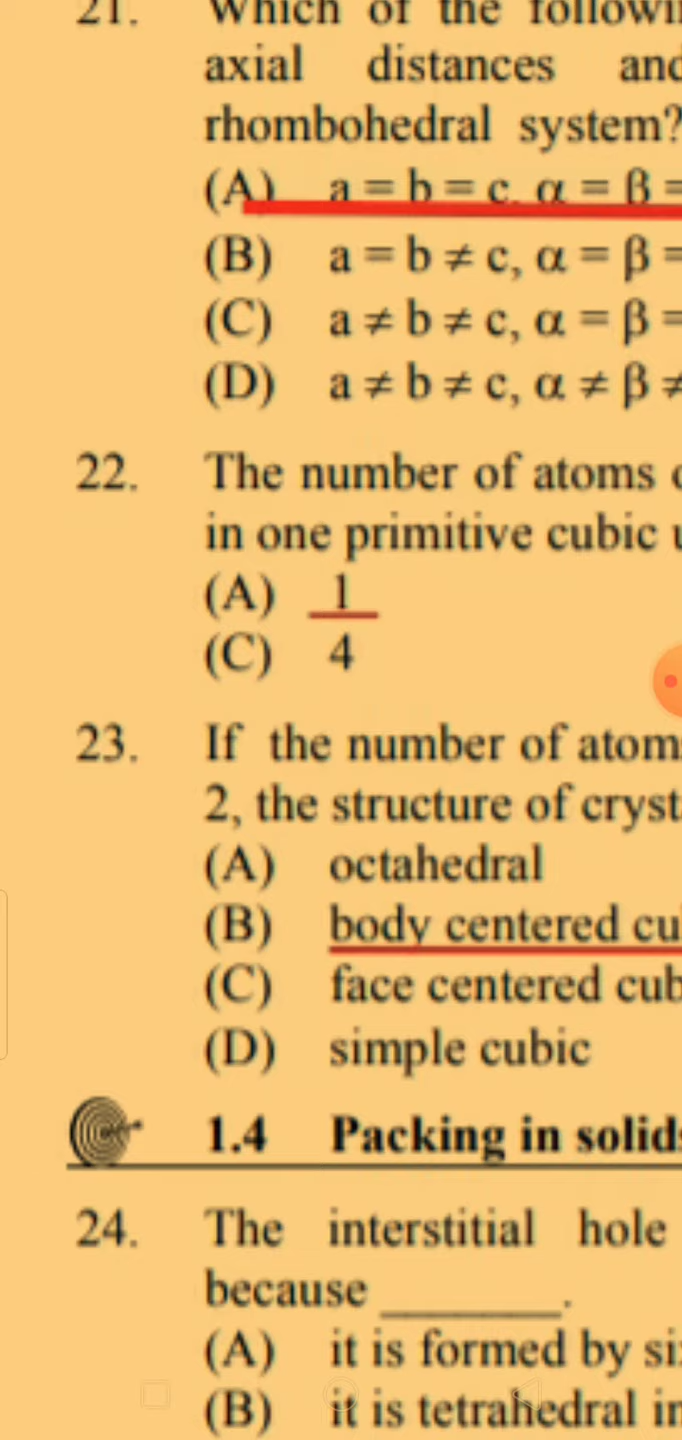 21. Which of the followi
axial distances and
rhombohedral system?
(A) a = b = c, α = β =
(B) a = b ≠ c, α = β =
(C) a ≠ b ≠ c, α = β =
(D) a ≠ b ≠ c, α ≠ β ≠
22. The number of atoms
in one primitive cubic
(A) 1
(C) 4
23. If the number of atom
2, the structure of cryst
(A) octahedral
(B) body centered cu
(C) face centered cub
(D) simple cubic
1.4 Packing in solids
24. The interstitial hole
because ________.
(A) it is formed by si
(B) it is tetrahedral in